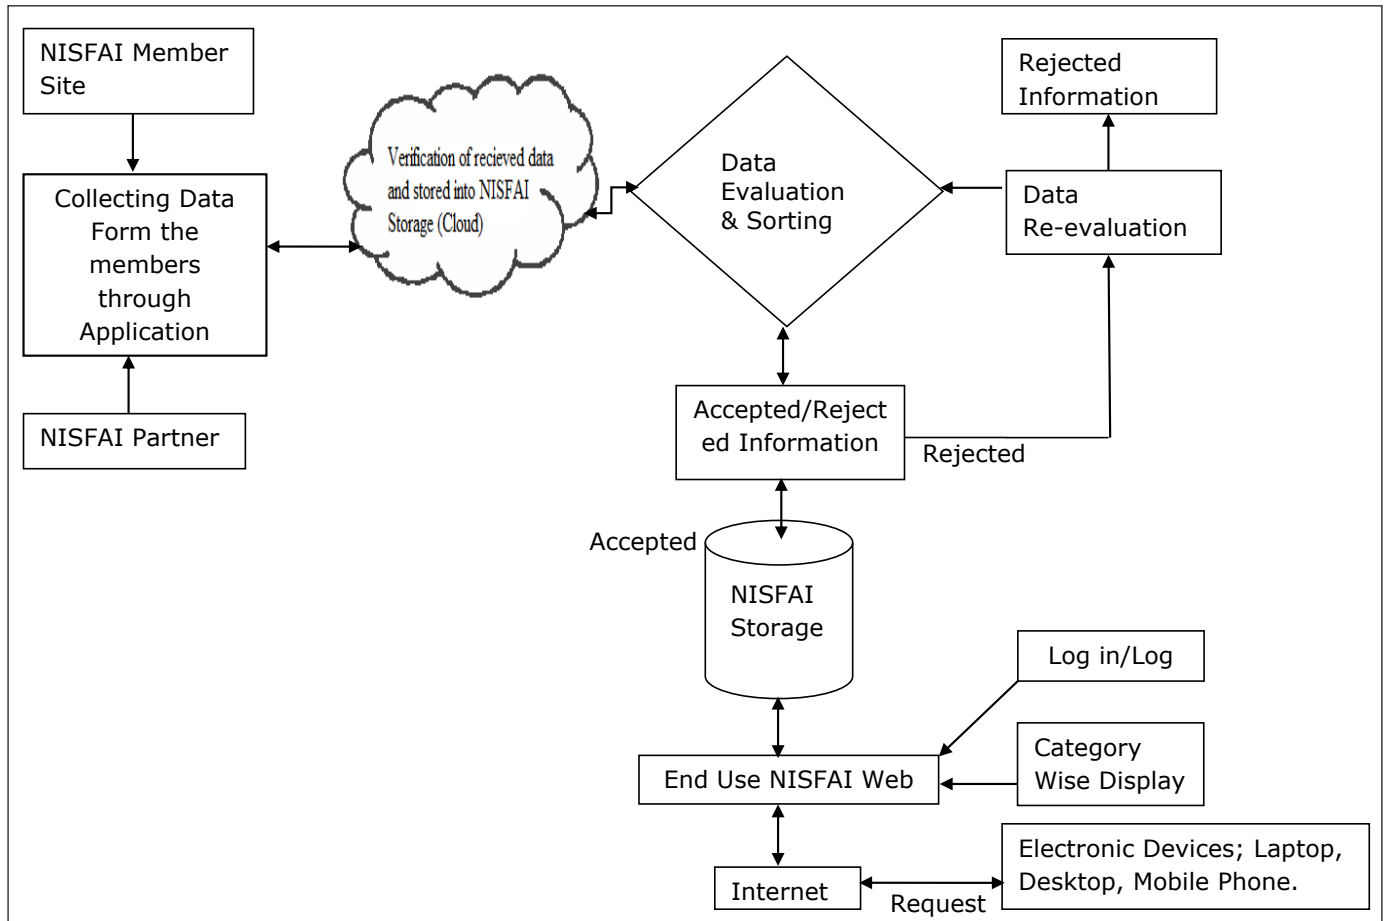 NISFAI Member
Site
Collecting Data
Form the
members
through
Application
NISFAI Partner
Verification of recieved data
and stored into NISFAI
Storage (Cloud)
Data
Evaluation
& Sorting
Rejected
Information
Data
Re-evaluation
Accepted/Reject
ed Information
Rejected
Accepted
NISFAI
Storage
Log in/Log
Category
Wise Display
End Use NISFAI Web
Internet
Request
Electronic Devices; Laptop,
Desktop, Mobile Phone.